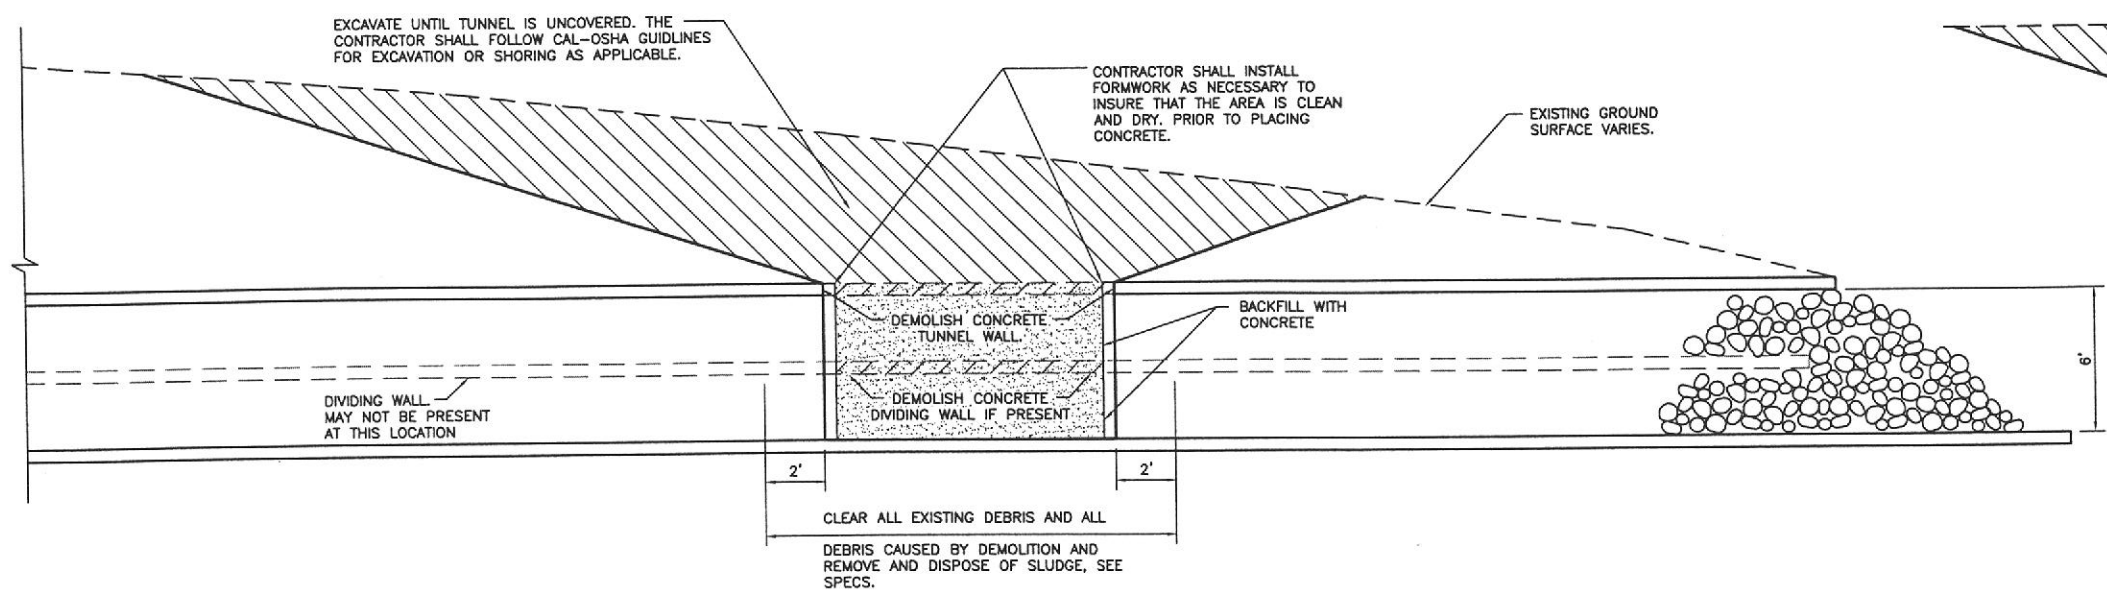 EXCAVATE UNTIL TUNNEL IS UNCOVERED. THE
CONTRACTOR SHALL FOLLOW CAL-OSHA GUIDLINES
FOR EXCAVATION OR SHORING AS APPLICABLE.
CONTRACTOR SHALL INSTALL
FORMWORK AS NECESSARY TO
INSURE THAT THE AREA IS CLEAN
AND DRY. PRIOR TO PLACING
CONCRETE.
EXISTING GROUND
SURFACE VARIES.
DEMOLISH CONCRETE
TUNNEL WALL.
BACKFILL WITH
CONCRETE
6'
DIVIDING WALL
MAY NOT BE PRESENT
AT THIS LOCATION
DEMOLISH CONCRETE
DIVIDING WALL IF PRESENT
2'
2'
CLEAR ALL EXISTING DEBRIS AND ALL
DEBRIS CAUSED BY DEMOLITION AND
REMOVE AND DISPOSE OF SLUDGE, SEE
SPECS.